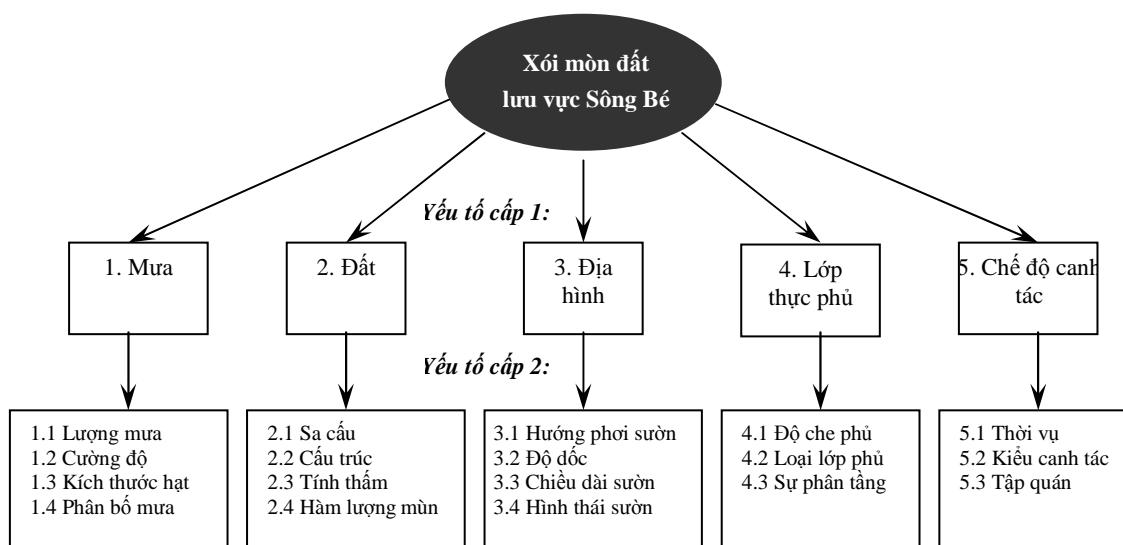 Xói mòn đất
lưu vực Sông Bé
Yếu tố cấp 1:
1. Mưa
2. Đất
3. Địa
hình
4. Lớp
thực phủ
5. Chế độ canh
tác
Yếu tố cấp 2:
1.1 Lượng mưa
1.2 Cường độ
1.3 Kích thước hạt
1.4 Phân bố mưa
2.1 Sa cấu
2.2 Cấu trúc
2.3 Tính thấm
2.4 Hàm lượng mùn
3.1 Hướng phơi sườn
3.2 Độ dốc
3.3 Chiều dài sườn
3.4 Hình thái sườn
4.1 Độ che phủ
4.2 Loại lớp phủ
4.3 Sự phân tầng
5.1 Thời vụ
5.2 Kiểu canh tác
5.3 Tập quán